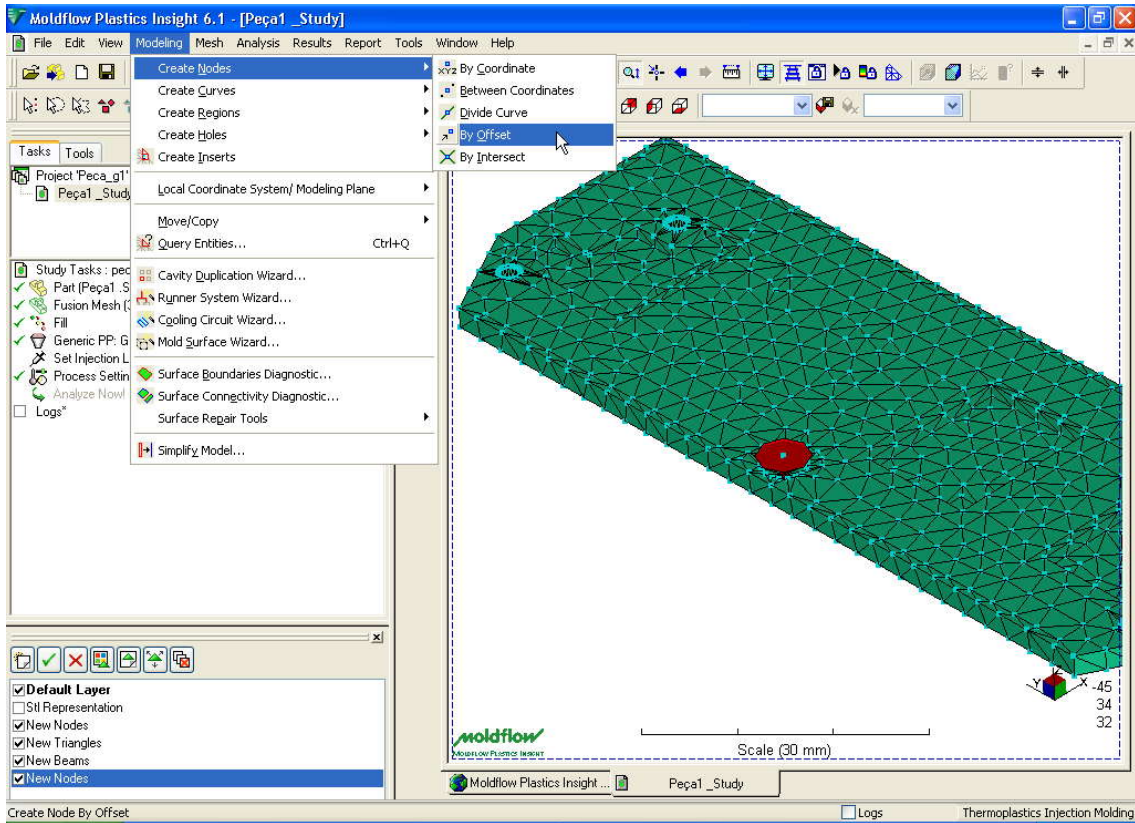 Moldflow Plastics Insight 6.1 - [Peça1 _Study]
File Edit View Modeling Mesh Analysis Results Report Tools Window Help
Create Nodes
Create Curves
Create Regions
Create Holes
Create Inserts
Local Coordinate System/ Modeling Plane
Move/Copy
Query Entities... Ctrl+Q
Cavity Duplication Wizard...
Runner System Wizard...
Cooling Circuit Wizard...
Mold Surface Wizard...
Surface Boundaries Diagnostic...
Surface Connectivity Diagnostic...
Surface Repair Tools
Simplify Model...
XYZ By Coordinate
Between Coordinates
Divide Curve
By Offset
By Intersect
Tasks Tools
Project 'Peca_g1'
Peça1 _Study
Study Tasks : pec
Part (Peça1 .S
Fusion Mesh (
Fill
Generic PP: G
Set Injection L
Process Settin
Analyze Now!
Logs*
Default Layer
Stl Representation
New Nodes
New Triangles
New Beams
New Nodes
Y Z X
-45
34
32
moldflow
MOLDFLOW PLASTICS INSIGHT
Scale (30 mm)
Moldflow Plastics Insight ... Peça1 _Study
Create Node By Offset Logs Thermoplastics Injection Molding